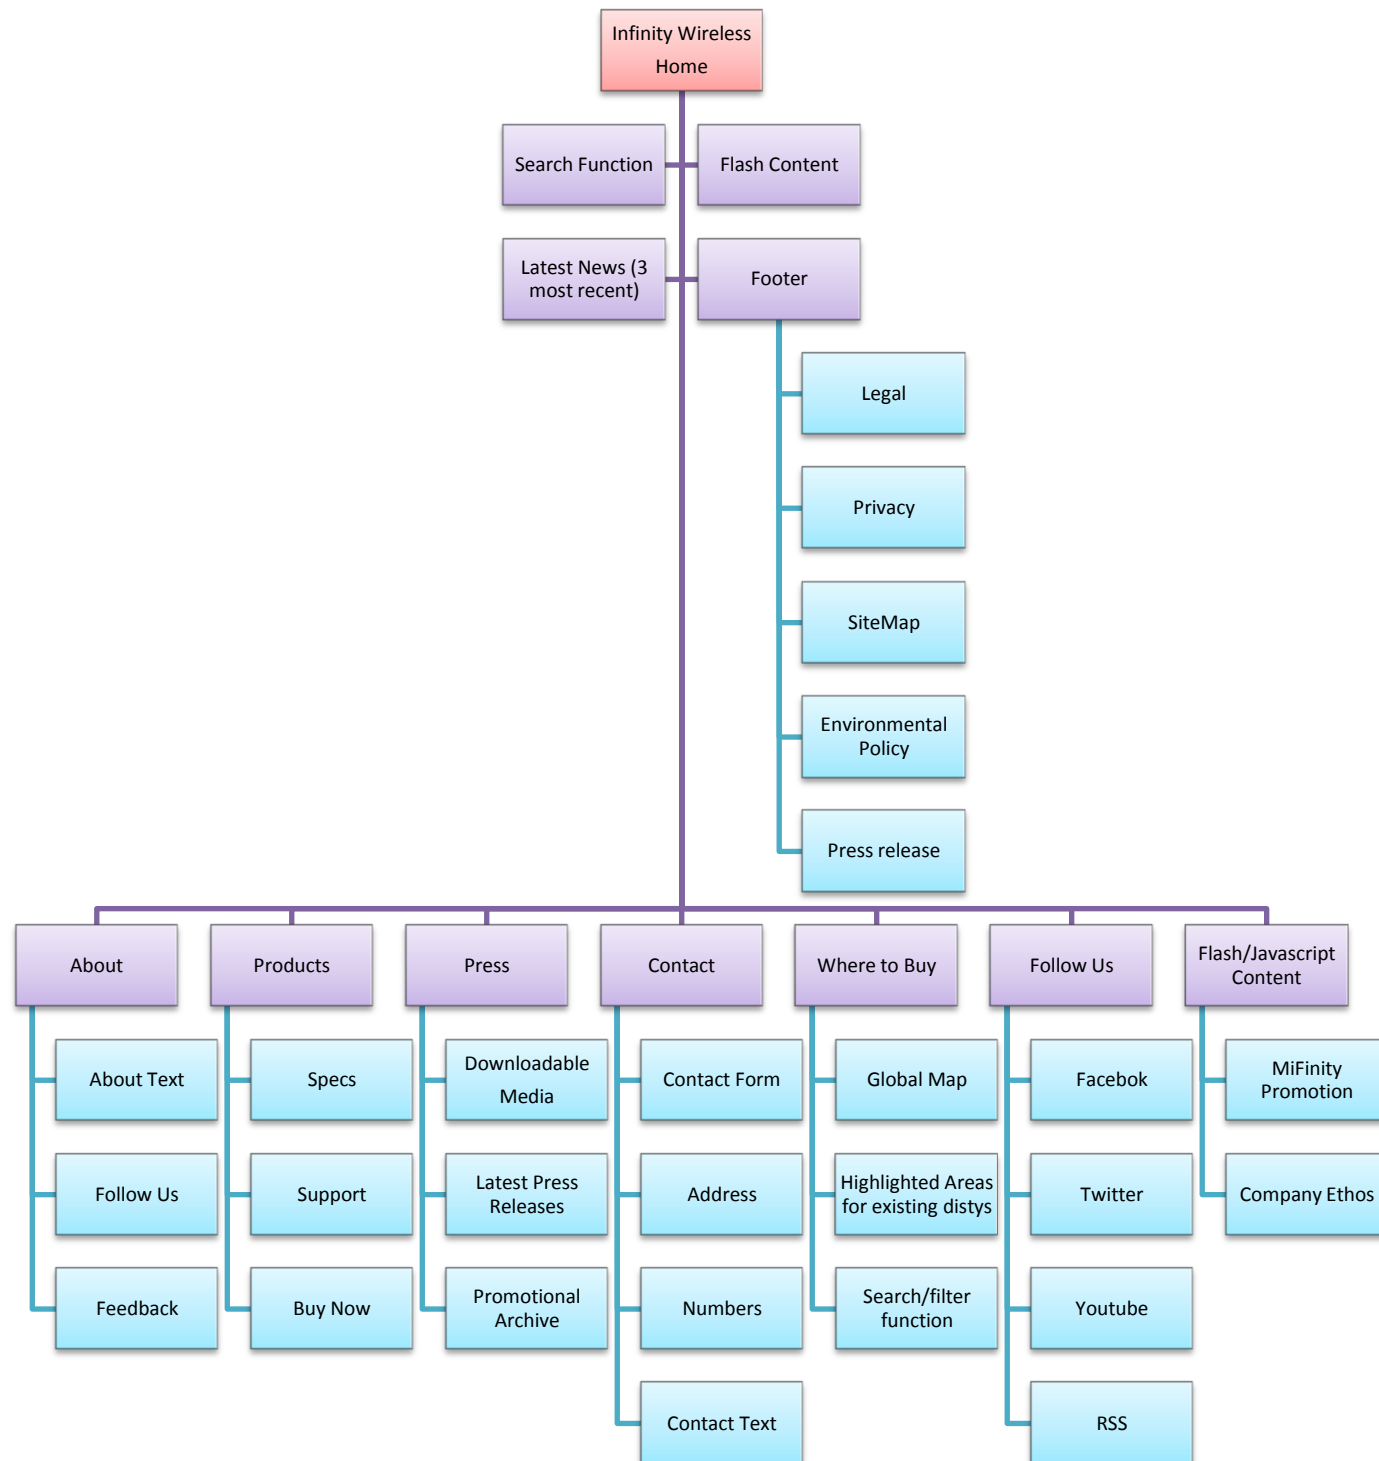 Infinity Wireless
Home
Search Function
Flash Content
Latest News (3
most recent)
Footer
Legal
Privacy
SiteMap
Environmental
Policy
Press release
About
Products
Press
Contact
Where to Buy
Follow Us
Flash/Javascript
Content
About Text
Follow Us
Feedback
Specs
Support
Buy Now
Downloadable
Media
Latest Press
Releases
Promotional
Archive
Contact Form
Address
Numbers
Contact Text
Global Map
Highlighted Areas
for existing distys
Search/filter
function
Facebok
Twitter
Youtube
RSS
MiFinity
Promotion
Company Ethos